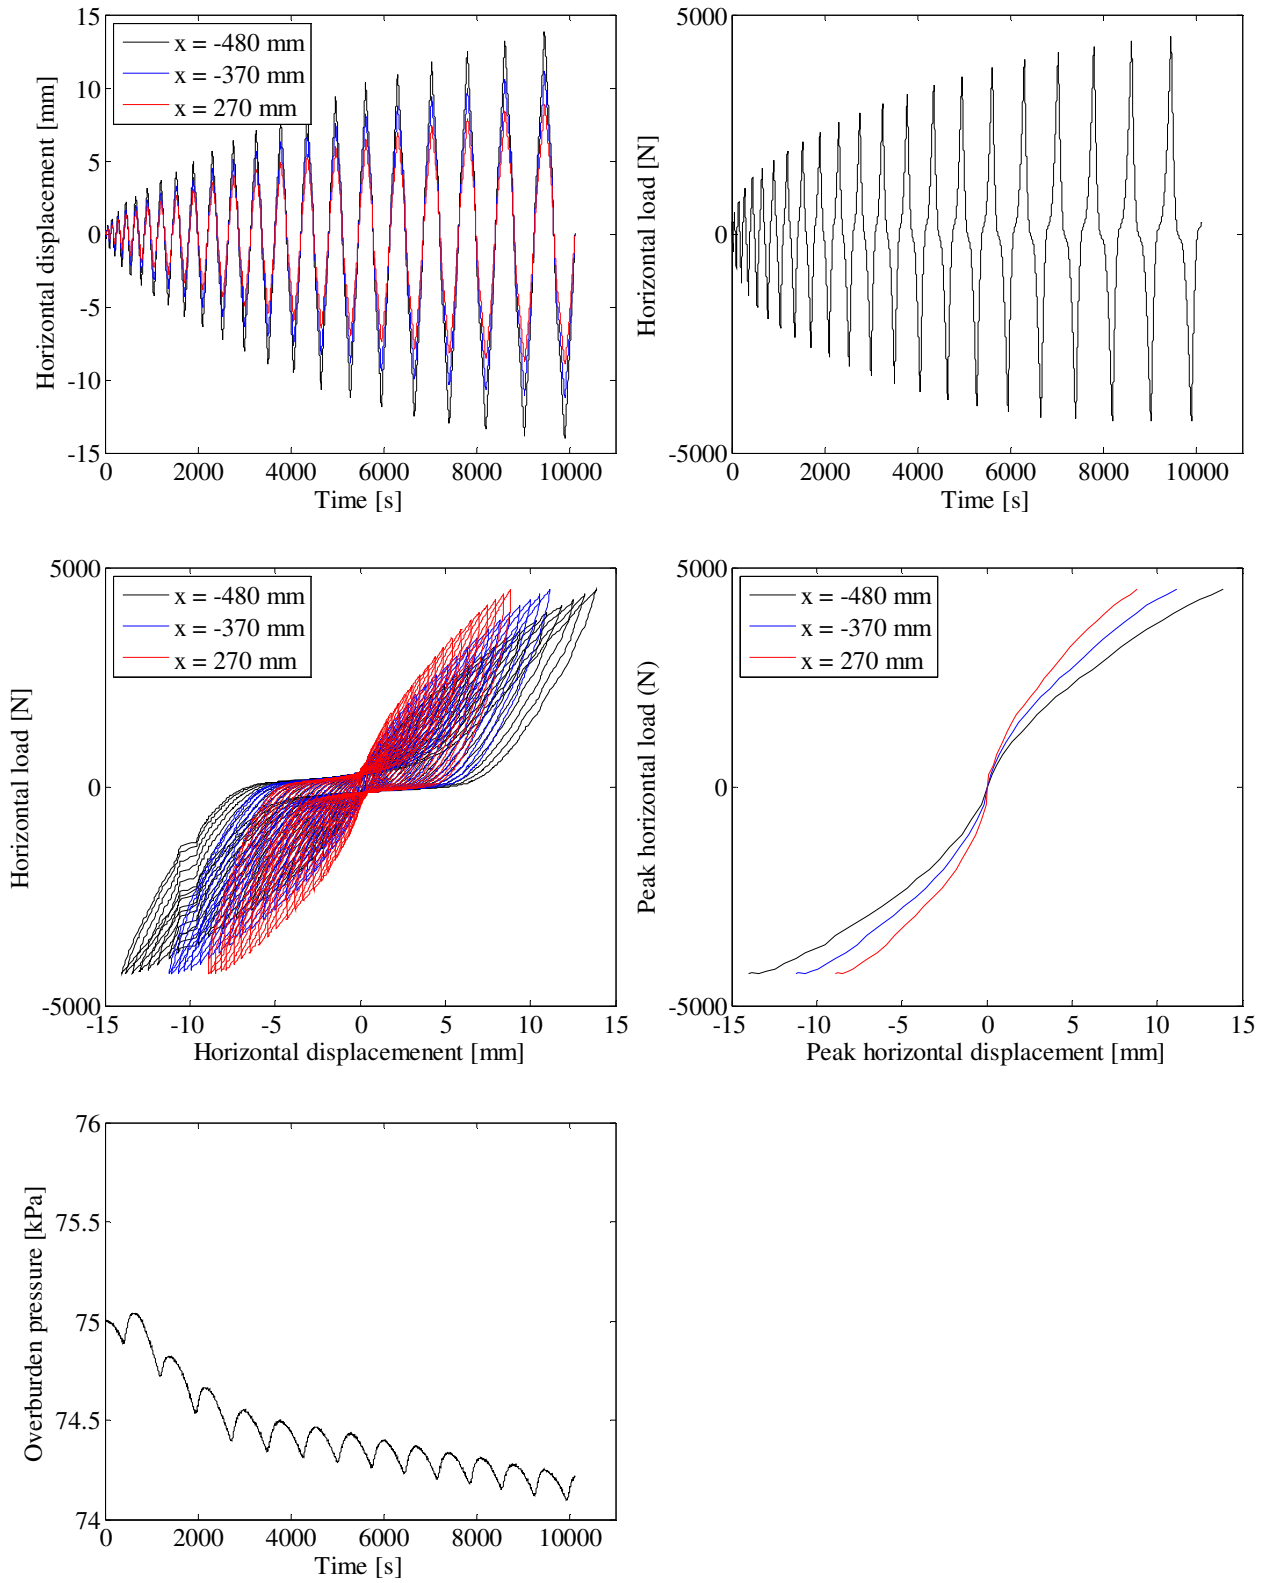 15
10
5
0
-5
-10
-15
Horizontal displacement [mm]
x = -480 mm
x = -370 mm
x = 270 mm
0 2000 4000 6000 8000 10000
Time [s]
5000
0
-5000
Horizontal load [N]
0 2000 4000 6000 8000 10000
Time [s]
5000
0
-5000
Horizontal load [N]
x = -480 mm
x = -370 mm
x = 270 mm
-15 -10 -5 0 5 10 15
Horizontal displacemenent [mm]
5000
0
-5000
Peak horizontal load (N)
x = -480 mm
x = -370 mm
x = 270 mm
-15 -10 -5 0 5 10 15
Peak horizontal displacement [mm]
76
75.5
75
74.5
74
Overburden pressure [kPa]
0 2000 4000 6000 8000 10000
Time [s]